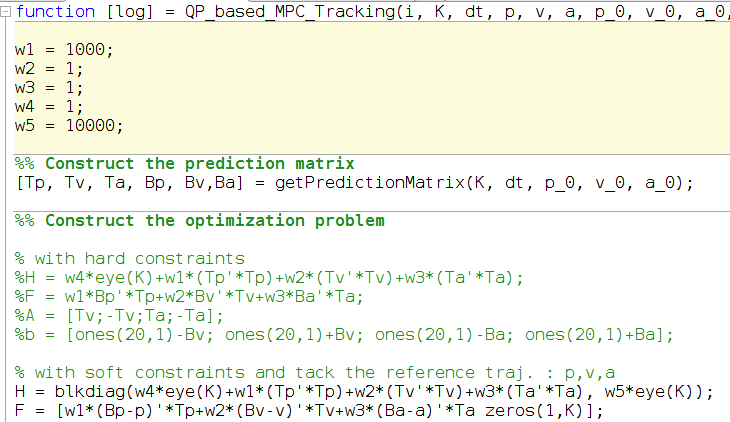 function [log] = QP_based_MPC_Tracking(i, K, dt, p, v, a, p_0, v_0, a_0,
w1 = 1000;
w2 = 1;
w3 = 1;
w4 = 1;
w5 = 10000;
%% Construct the prediction matrix
[Tp, Tv, Ta, Bp, Bv,Ba] = getPredictionMatrix(K, dt, p_0, v_0, a_0);
%% Construct the optimization problem
% with hard constraints
%H = w4*eye(K)+w1*(Tp'*Tp)+w2*(Tv'*Tv)+w3*(Ta'*Ta);
%F = w1*Bp'*Tp+w2*Bv'*Tv+w3*Ba'*Ta;
%A = [Tv;-Tv;Ta;-Ta];
%b = [ones(20,1)-Bv; ones(20,1)+Bv; ones(20,1)-Ba; ones(20,1)+Ba];
% with soft constraints and tack the reference traj. : p,v,a
H = blkdiag(w4*eye(K)+w1*(Tp'*Tp)+w2*(Tv'*Tv)+w3*(Ta'*Ta), w5*eye(K));
F = [w1*(Bp-p)'*Tp+w2*(Bv-v)'*Tv+w3*(Ba-a)'*Ta zeros(1,K)];